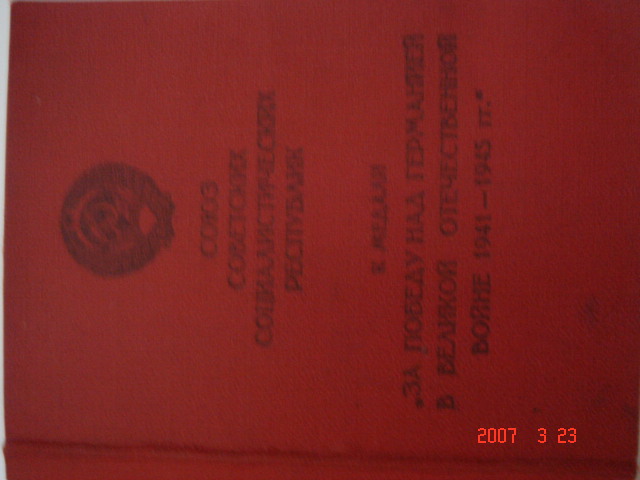 СОЮЗ
СОВЕТСКИХ
СОЦИАЛИСТИЧЕСКИХ
РЕСПУБЛИК
К МЕДАЛИ
„ЗА ПОБЕДУ НАД ГЕРМАНИЕЙ
В ВЕЛИКОЙ ОТЕЧЕСТВЕННОЙ
ВОЙНЕ 1941—1945 гг.“
2007 3 23